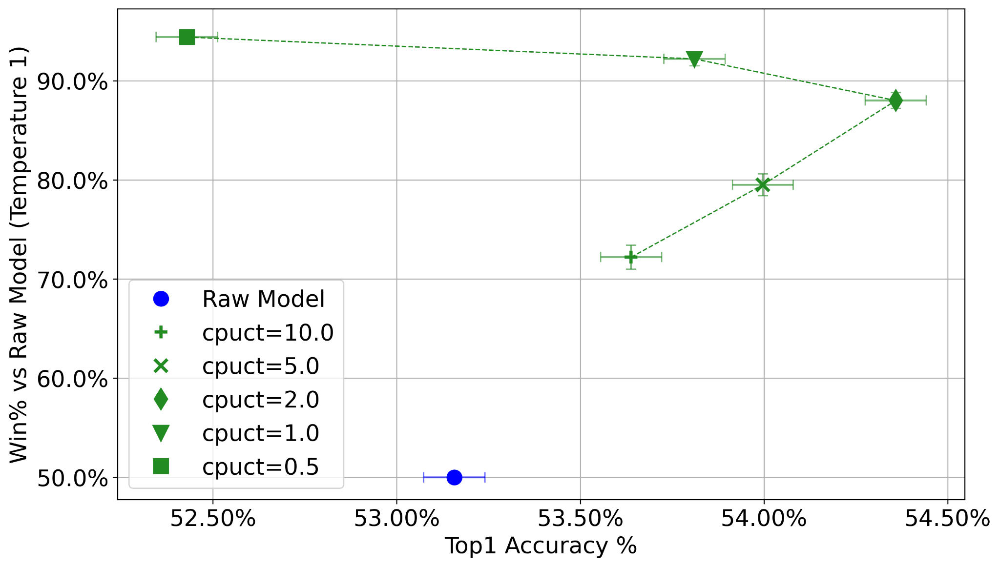 Win% vs Raw Model (Temperature 1)
90.0%
80.0%
70.0%
60.0%
50.0%
Raw Model
cpuct=10.0
cpuct=5.0
cpuct=2.0
cpuct=1.0
cpuct=0.5
52.50%
53.00%
53.50%
54.00%
54.50%
Top1 Accuracy %